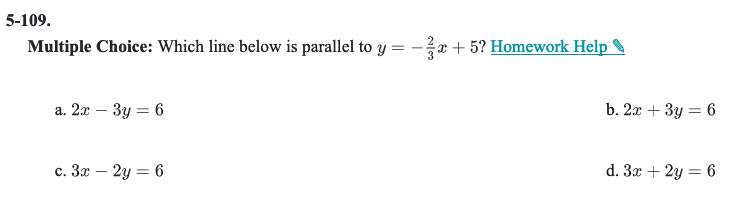 5-109.
Multiple Choice: Which line below is parallel to y = −2/3x + 5? Homework Help ✎
a. 2x − 3y = 6
b. 2x + 3y = 6
c. 3x − 2y = 6
d. 3x + 2y = 6